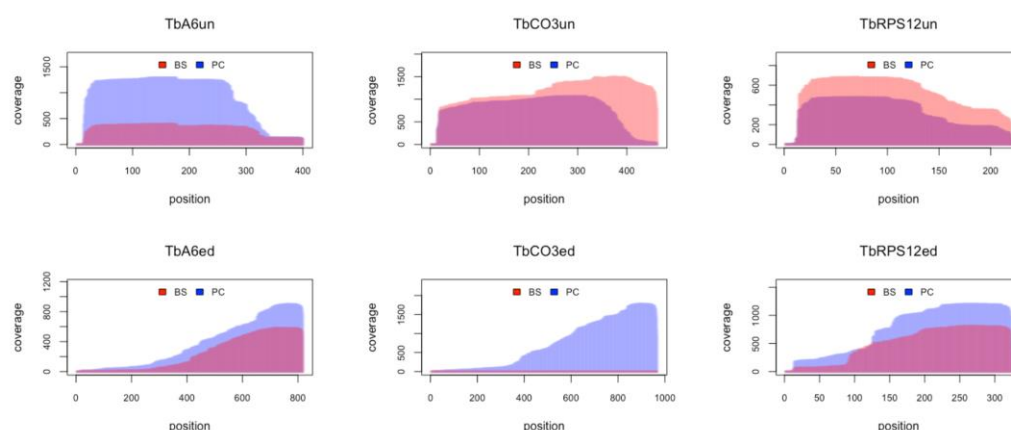 TbA6un
TbCO3un
TbRPS12un
BS PC
BS PC
BS PC
coverage
0 500 1500
coverage
0 500 1500
coverage
0 200 600
0 100 200 300 400
0 100 200 300 400
0 50 100 150 200
position
position
position
TbA6ed
TbCO3ed
TbRPS12ed
BS PC
BS PC
BS PC
coverage
0 400 800 1200
coverage
0 500 1500
coverage
0 500 1000
0 200 400 600 800
0 200 400 600 800 1000
0 50 100 150 200 250 300
position
position
position